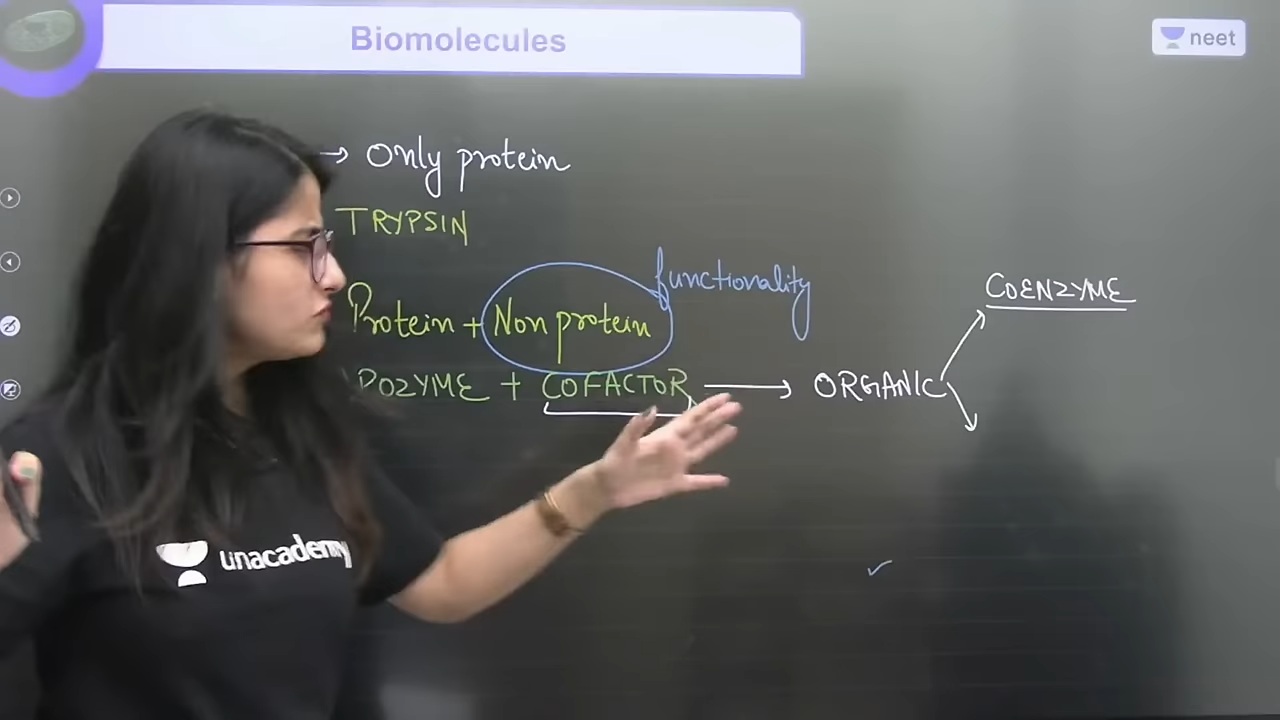 Biomolecules
neet
→ Only protein
TRYPSIN
functionality
Protein + Non protein
POZYME + COFACTOR → ORGANIC
COENZYME
unacademy